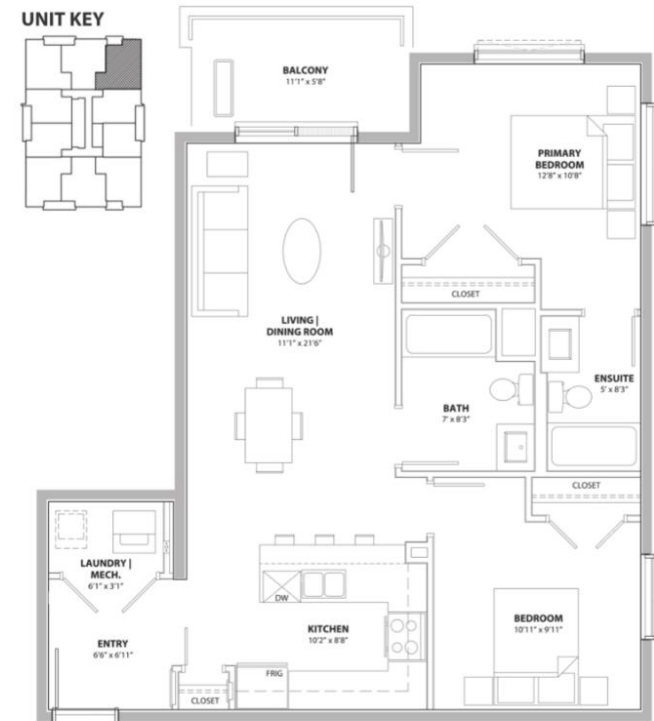 UNIT KEY
BALCONY
11'1" x 5'8"
PRIMARY
BEDROOM
12'8" x 10'8"
CLOSET
LIVING |
DINING ROOM
11'1" x 21'6"
ENSUITE
5' x 8'3"
BATH
7' x 8'3"
CLOSET
LAUNDRY |
MECH.
6'1" x 3'1"
DW
BEDROOM
10'11" x 9'11"
KITCHEN
10'2" x 8'8"
ENTRY
6'6" x 6'11"
FRIG
CLOSET